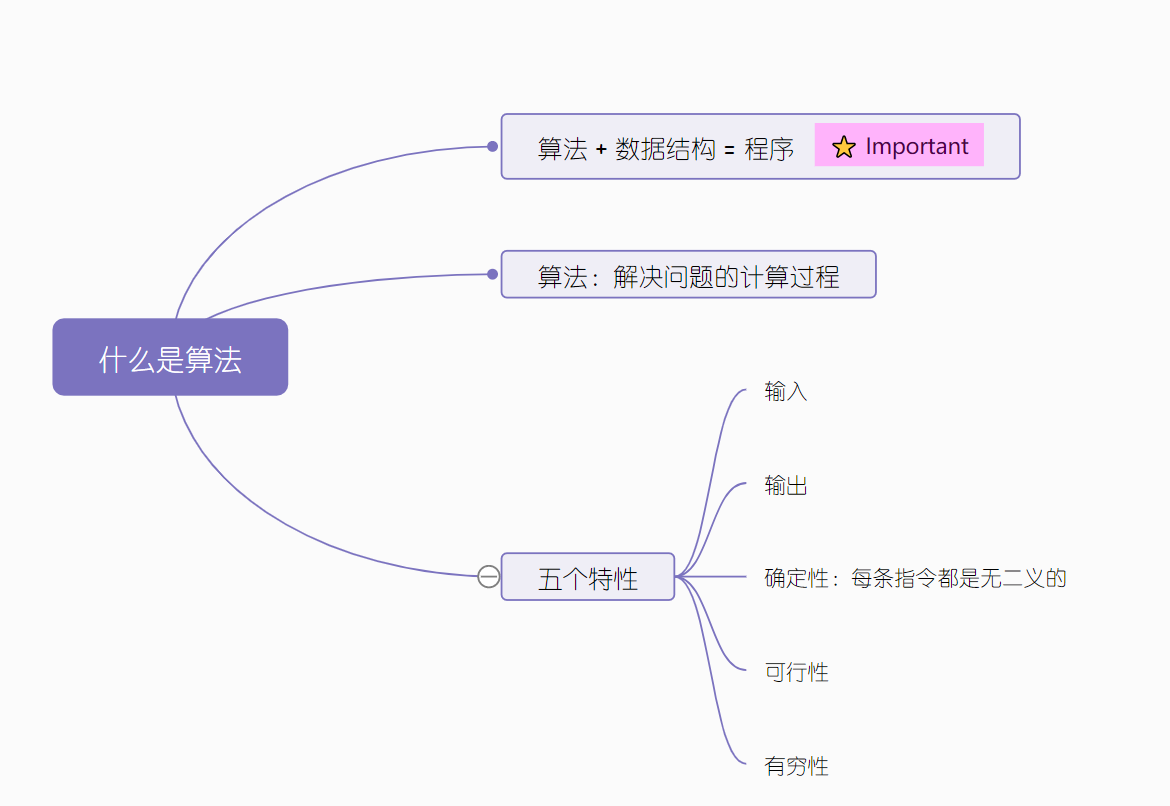 算法 + 数据结构 = 程序 ⭐ Important
算法：解决问题的计算过程
什么是算法
输入
输出
五个特性
确定性：每条指令都是无二义的
可行性
有穷性